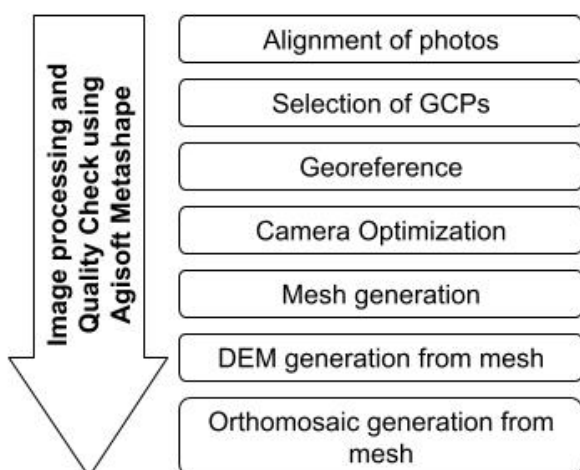 Image processing and
Quality Check using
Agisoft Metashape
Alignment of photos
Selection of GCPs
Georeference
Camera Optimization
Mesh generation
DEM generation from mesh
Orthomosaic generation from
mesh